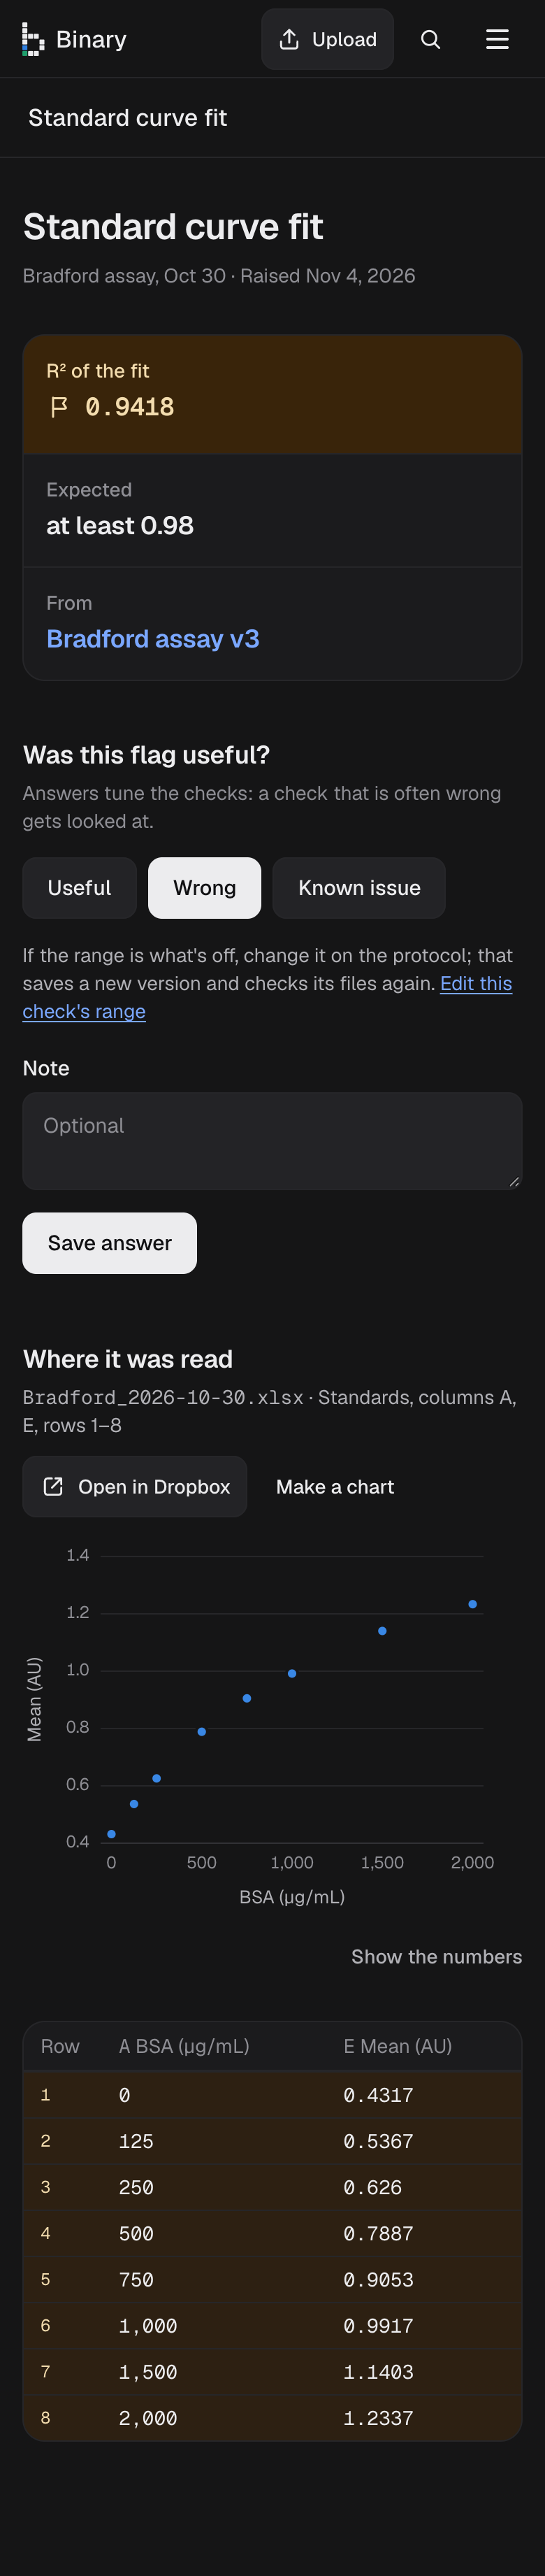 Binary
Upload
Standard curve fit
Standard curve fit
Bradford assay, Oct 30 · Raised Nov 4, 2026
R² of the fit
0.9418
Expected
at least 0.98
From
Bradford assay v3
Was this flag useful?
Answers tune the checks: a check that is often wrong
gets looked at.
Useful
Wrong
Known issue
If the range is what's off, change it on the protocol; that
saves a new version and checks its files again. Edit this
check's range
Note
Optional
Save answer
Where it was read
Bradford_2026-10-30.xlsx · Standards, columns A,
E, rows 1–8
Open in Dropbox
Make a chart
1.4
1.2
1.0
0.8
0.6
0.4
Mean (AU)
0 500 1,000 1,500 2,000
BSA (µg/mL)
Show the numbers
Row A BSA (µg/mL) E Mean (AU)
1 0 0.4317
2 125 0.5367
3 250 0.626
4 500 0.7887
5 750 0.9053
6 1,000 0.9917
7 1,500 1.1403
8 2,000 1.2337